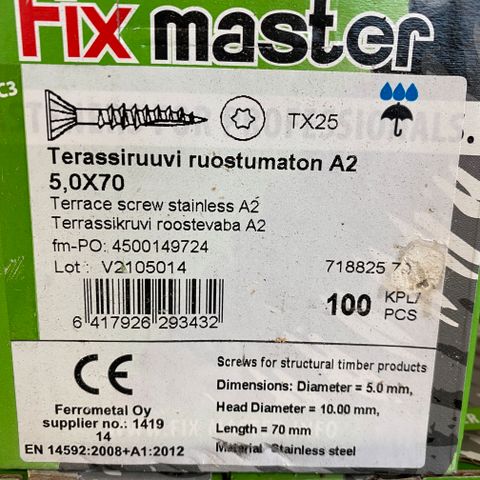 Fix master
C3
TX25
Terassiruuvi ruostumaton A2
5,0X70
Terrace screw stainless A2
Terrassikruvi roostevaba A2
fm-PO: 4500149724
Lot : V2105014
718825
100 KPL/
PCS
6 417926 293432
CE
Screws for structural timber products
Dimensions: Diameter = 5.0 mm,
Head Diameter = 10.00 mm,
Length = 70 mm
Material Stainless steel
Ferrometal Oy
supplier no.: 1419
14
EN 14592:2008+A1:2012